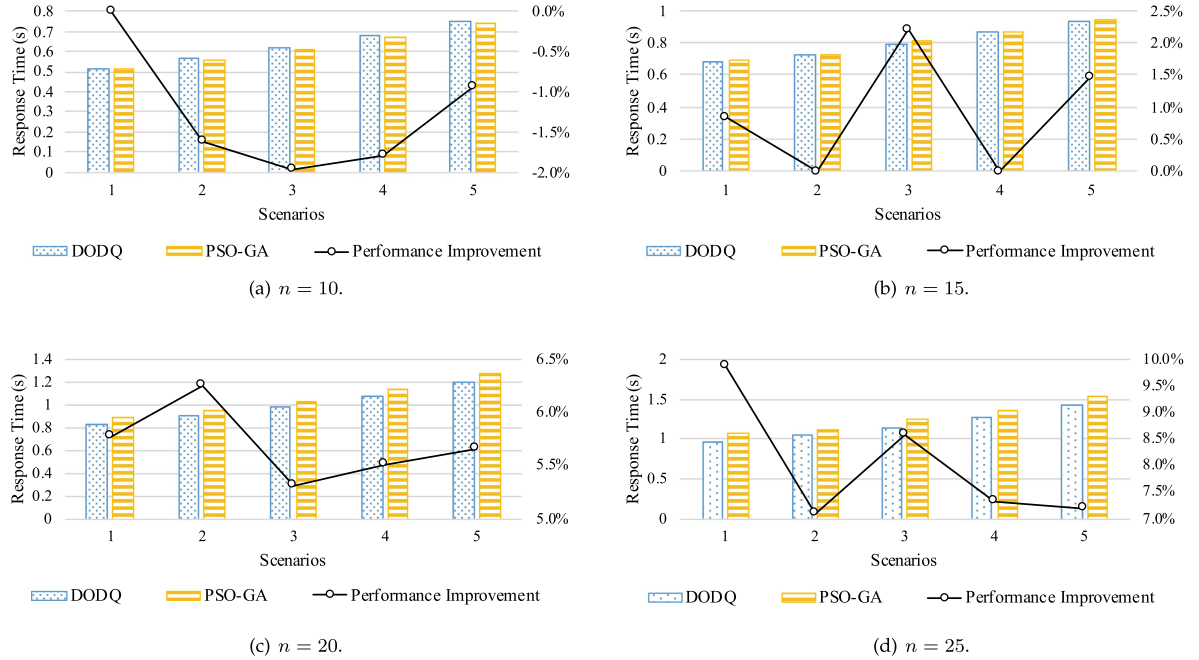 0.8 0.0%
0.7
0.6 -0.5%
0.5
0.4 -1.0%
0.3
0.2 -1.5%
0.1
0 -2.0%
Response Time (s)
1 2 3 4 5
Scenarios
DODQ PSO-GA Performance Improvement
(a) n = 10.
1 2.5%
0.8 2.0%
0.6 1.5%
0.4 1.0%
0.2 0.5%
0 0.0%
Response Time (s)
1 2 3 4 5
Scenarios
DODQ PSO-GA Performance Improvement
(b) n = 15.
1.4 6.5%
1.2
1 6.0%
0.8
0.6 5.5%
0.4
0.2
0 5.0%
Response Time (s)
1 2 3 4 5
Scenarios
DODQ PSO-GA Performance Improvement
(c) n = 20.
2 10.0%
9.5%
1.5 9.0%
1 8.5%
8.0%
0.5 7.5%
0 7.0%
Response Time (s)
1 2 3 4 5
Scenarios
DODQ PSO-GA Performance Improvement
(d) n = 25.